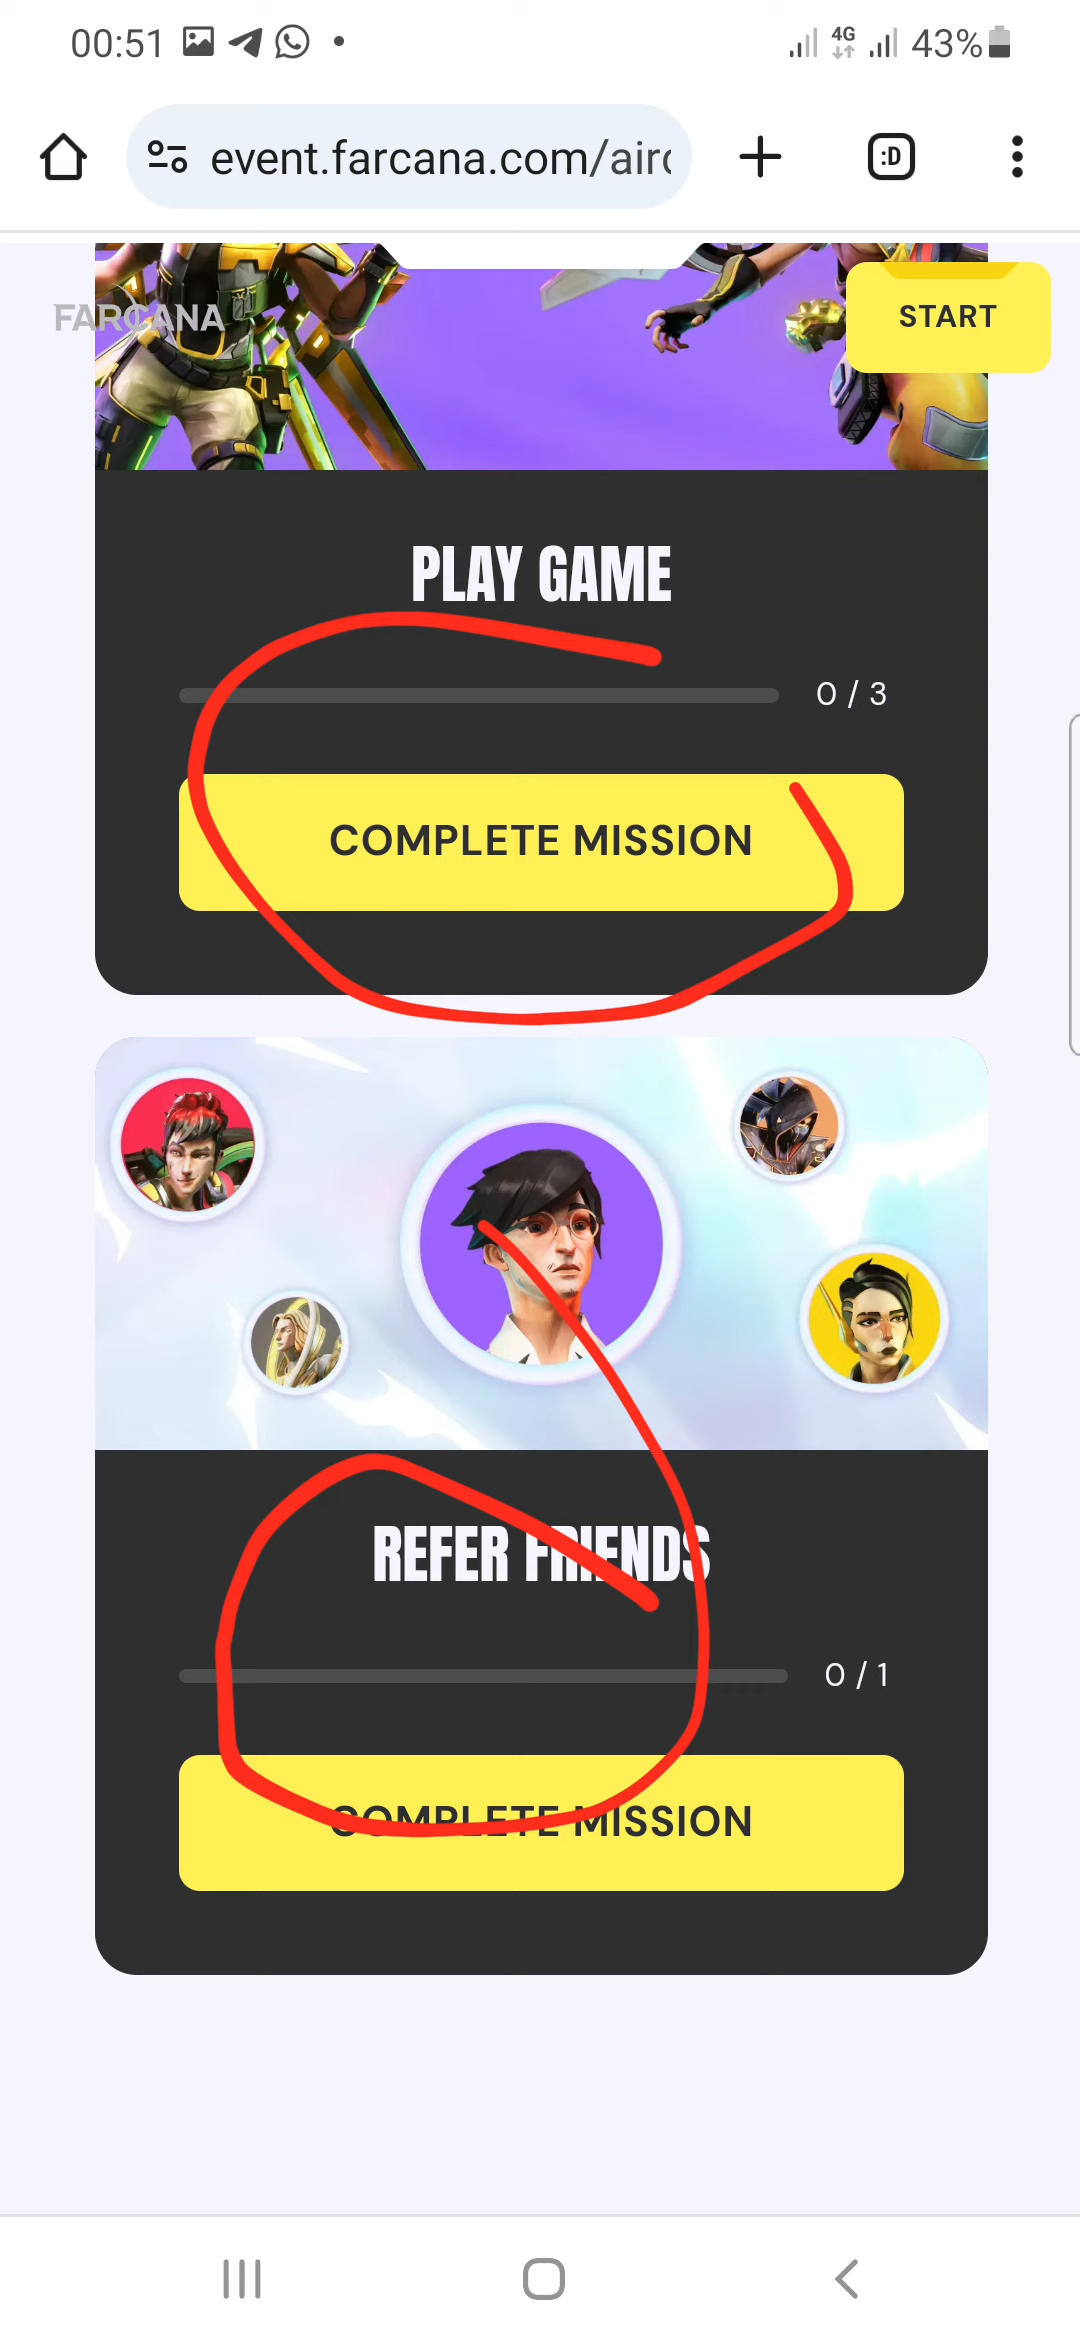 00:51
4G
43%
event.farcana.com/airc
:D
FARCANA
START
PLAY GAME
0 / 3
COMPLETE MISSION
REFER FRIENDS
0 / 1
COMPLETE MISSION